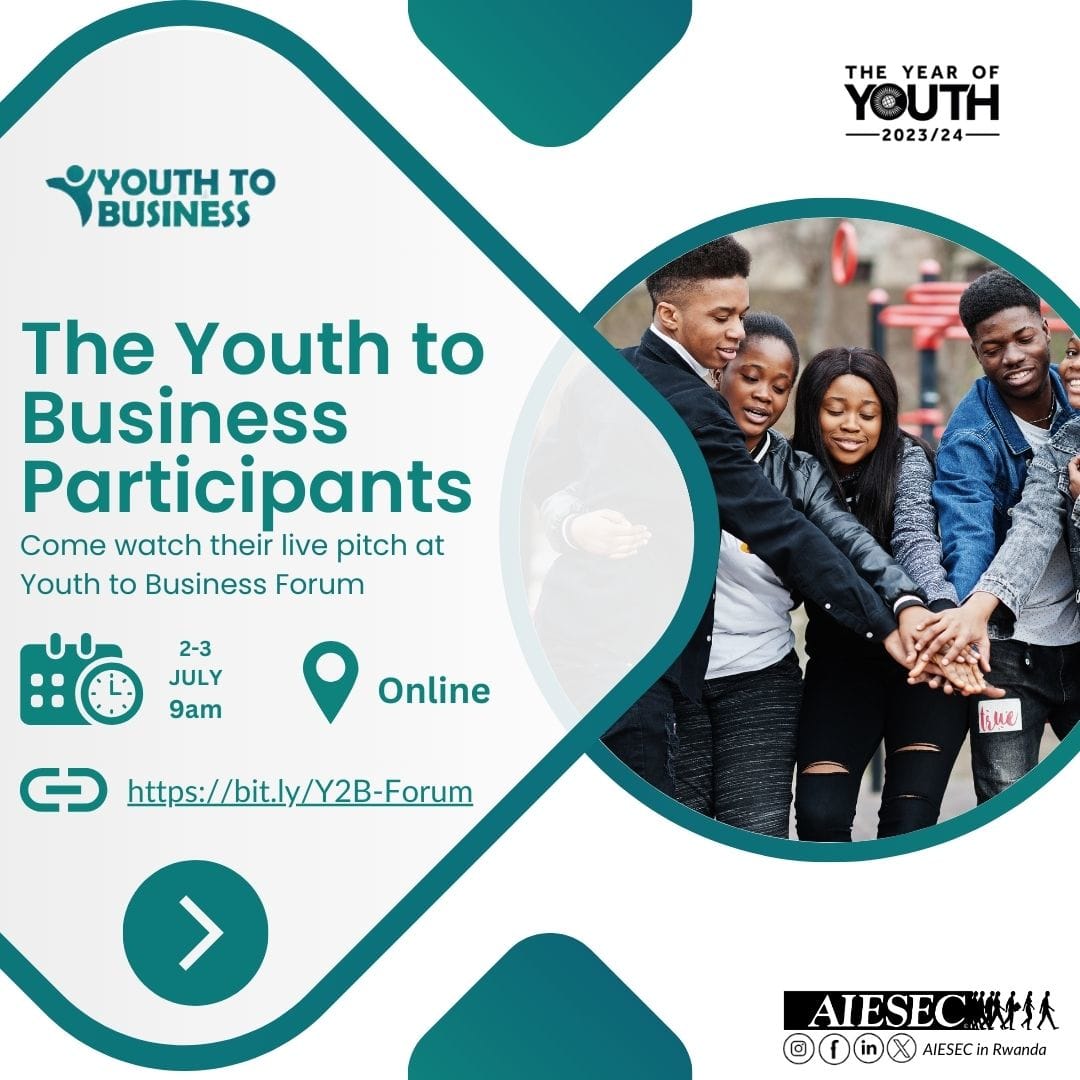 THE YEAR OF
YOUTH
2023/24
YOUTH TO
BUSINESS
The Youth to
Business
Participants
Come watch their live pitch at
Youth to Business Forum
2-3
JULY
9am
Online
https://bit.ly/Y2B-Forum
true
AIESEC
AIESEC in Rwanda